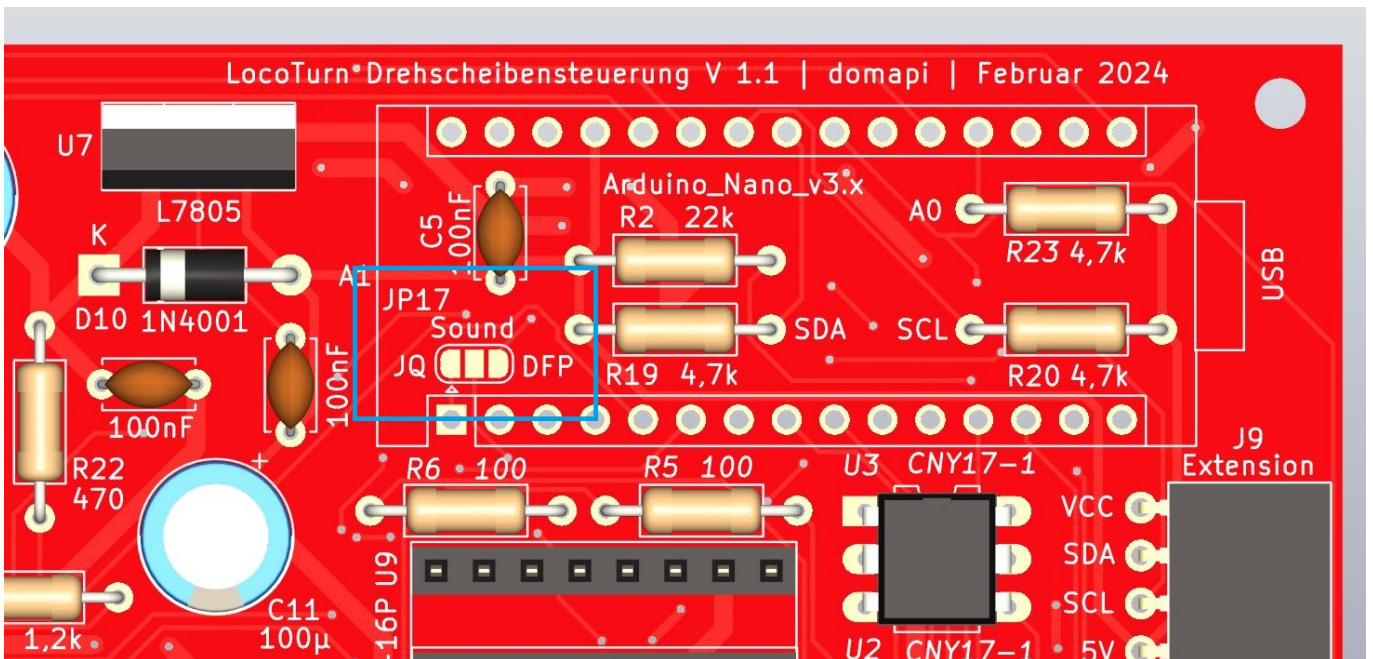 LocoTurn Drehscheibensteuerung V 1.1 | domapi | Februar 2024
U7
L7805
K
D10 1N4001
A1
C5
100nF
Arduino_Nano_v3.x
R2 22k
A0
R23 4,7k
USB
JP17
Sound
JQ
DFP
R19 4,7k
SDA
SCL
R20 4,7k
100nF
100nF
R22
470
+
R6 100
R5 100
U3 CNY17-1
J9
Extension
VCC
SDA
SCL
5V
-16P U9
C11
100µ
1,2k
U2 CNY17-1